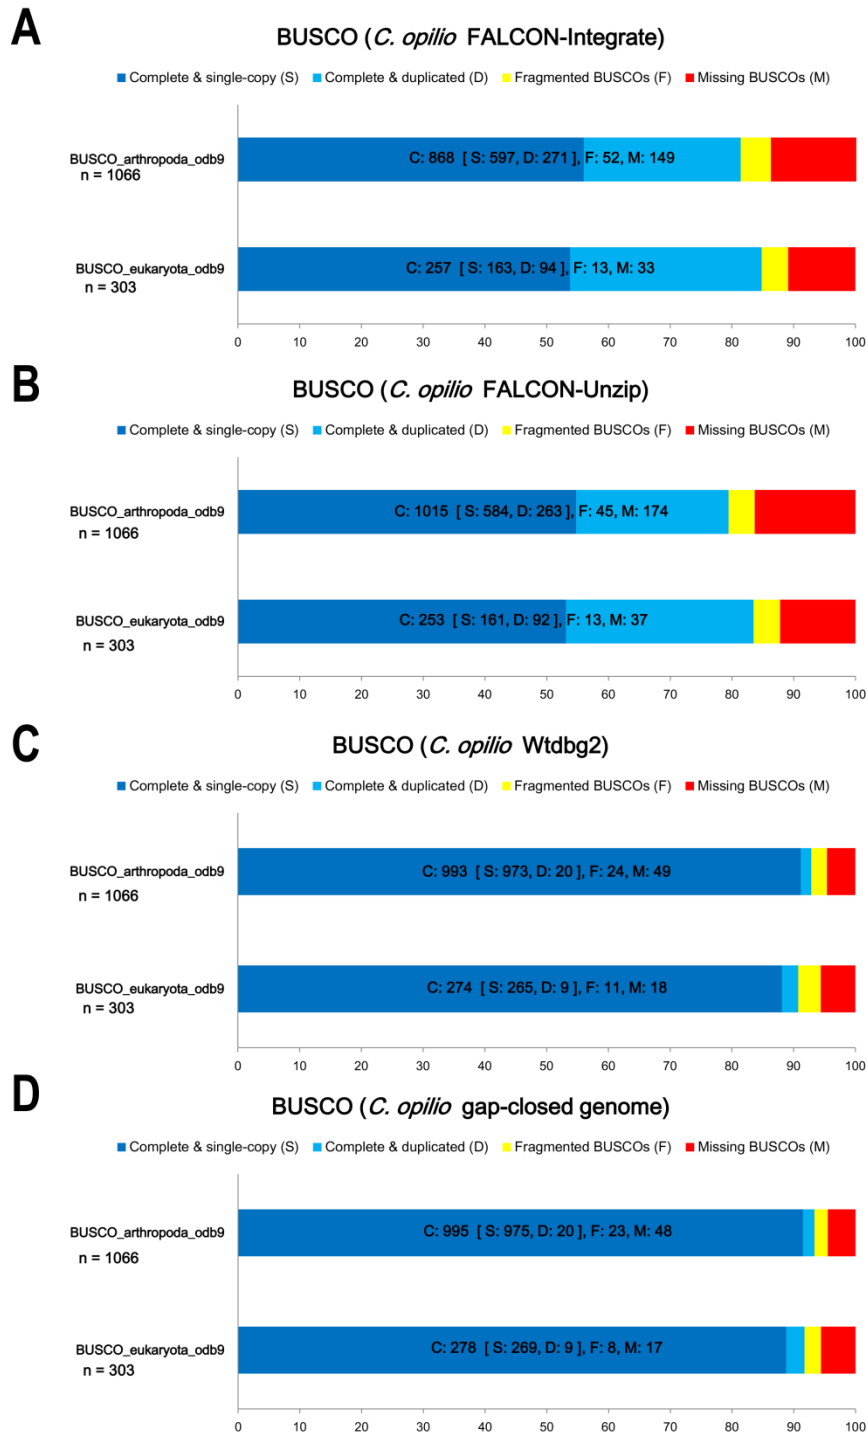 A
BUSCO (C. opilio FALCON-Integrate)
Complete & single-copy (S) Complete & duplicated (D) Fragmented BUSCOs (F) Missing BUSCOs (M)
BUSCO_arthropoda_odb9
n = 1066
C: 868 [ S: 597, D: 271 ], F: 52, M: 149
BUSCO_eukaryota_odb9
n = 303
C: 257 [ S: 163, D: 94 ], F: 13, M: 33
0 10 20 30 40 50 60 70 80 90 100
B
BUSCO (C. opilio FALCON-Unzip)
Complete & single-copy (S) Complete & duplicated (D) Fragmented BUSCOs (F) Missing BUSCOs (M)
BUSCO_arthropoda_odb9
n = 1066
C: 1015 [ S: 584, D: 263 ], F: 45, M: 174
BUSCO_eukaryota_odb9
n = 303
C: 253 [ S: 161, D: 92 ], F: 13, M: 37
0 10 20 30 40 50 60 70 80 90 100
C
BUSCO (C. opilio Wtdbg2)
Complete & single-copy (S) Complete & duplicated (D) Fragmented BUSCOs (F) Missing BUSCOs (M)
BUSCO_arthropoda_odb9
n = 1066
C: 993 [ S: 973, D: 20 ], F: 24, M: 49
BUSCO_eukaryota_odb9
n = 303
C: 274 [ S: 265, D: 9 ], F: 11, M: 18
0 10 20 30 40 50 60 70 80 90 100
D
BUSCO (C. opilio gap-closed genome)
Complete & single-copy (S) Complete & duplicated (D) Fragmented BUSCOs (F) Missing BUSCOs (M)
BUSCO_arthropoda_odb9
n = 1066
C: 995 [ S: 975, D: 20 ], F: 23, M: 48
BUSCO_eukaryota_odb9
n = 303
C: 278 [ S: 269, D: 9 ], F: 8, M: 17
0 10 20 30 40 50 60 70 80 90 100